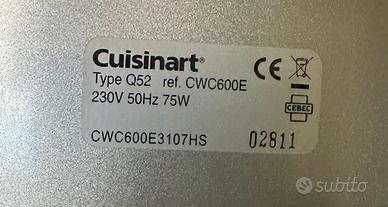 Cuisinart®
Type Q52 ref. CWC600E
230V 50Hz 75W
CE
CEBEC
CWC600E3107HS
02811
subito